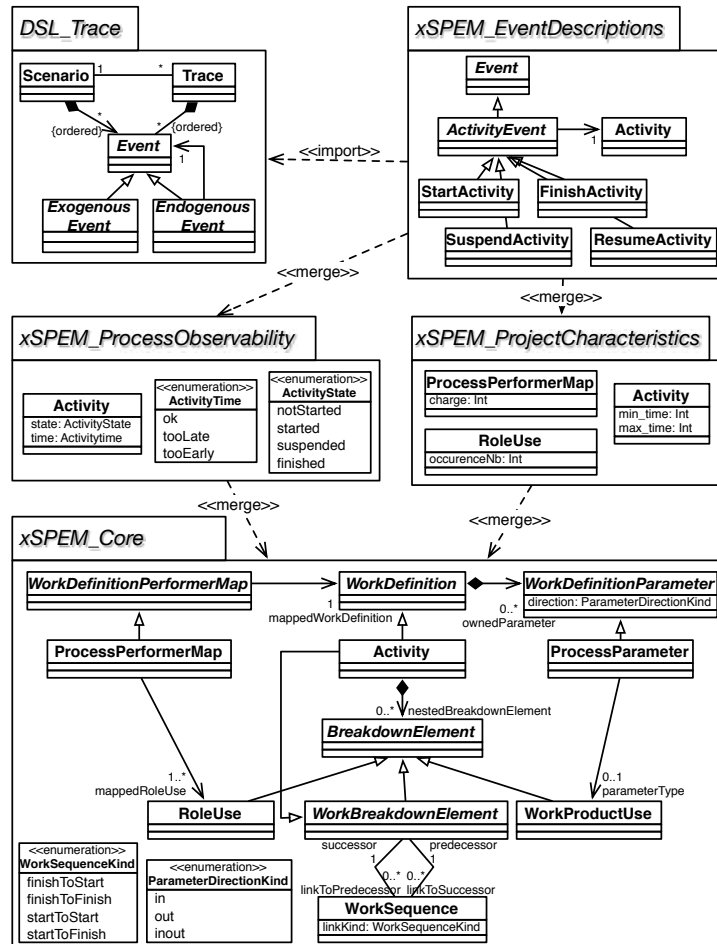 DSL_Trace
Scenario
1
*
Trace
*
*
{ordered}
{ordered}
Event
1
Exogenous
Event
Endogenous
Event
xSPEM_EventDescriptions
Event
ActivityEvent
1
Activity
StartActivity
FinishActivity
SuspendActivity
ResumeActivity
<<import>>
<<merge>>
<<merge>>
xSPEM_ProcessObservability
Activity
state: ActivityState
time: Activitytime
<<enumeration>>
ActivityTime
ok
tooLate
tooEarly
<<enumeration>>
ActivityState
notStarted
started
suspended
finished
xSPEM_ProjectCharacteristics
ProcessPerformerMap
charge: Int
RoleUse
occurenceNb: Int
Activity
min_time: Int
max_time: Int
<<merge>>
<<merge>>
xSPEM_Core
WorkDefinitionPerformerMap
1
mappedWorkDefinition
WorkDefinition
0..*
ownedParameter
WorkDefinitionParameter
direction: ParameterDirectionKind
ProcessPerformerMap
Activity
ProcessParameter
0..*
nestedBreakdownElement
BreakdownElement
1..*
mappedRoleUse
0..1
parameterType
RoleUse
WorkBreakdownElement
WorkProductUse
successor
predecessor
1
1
0..*
0..*
linkToPredecessor
linkToSuccessor
WorkSequence
linkKind: WorkSequenceKind
<<enumeration>>
WorkSequenceKind
finishToStart
finishToFinish
startToStart
startToFinish
<<enumeration>>
ParameterDirectionKind
in
out
inout